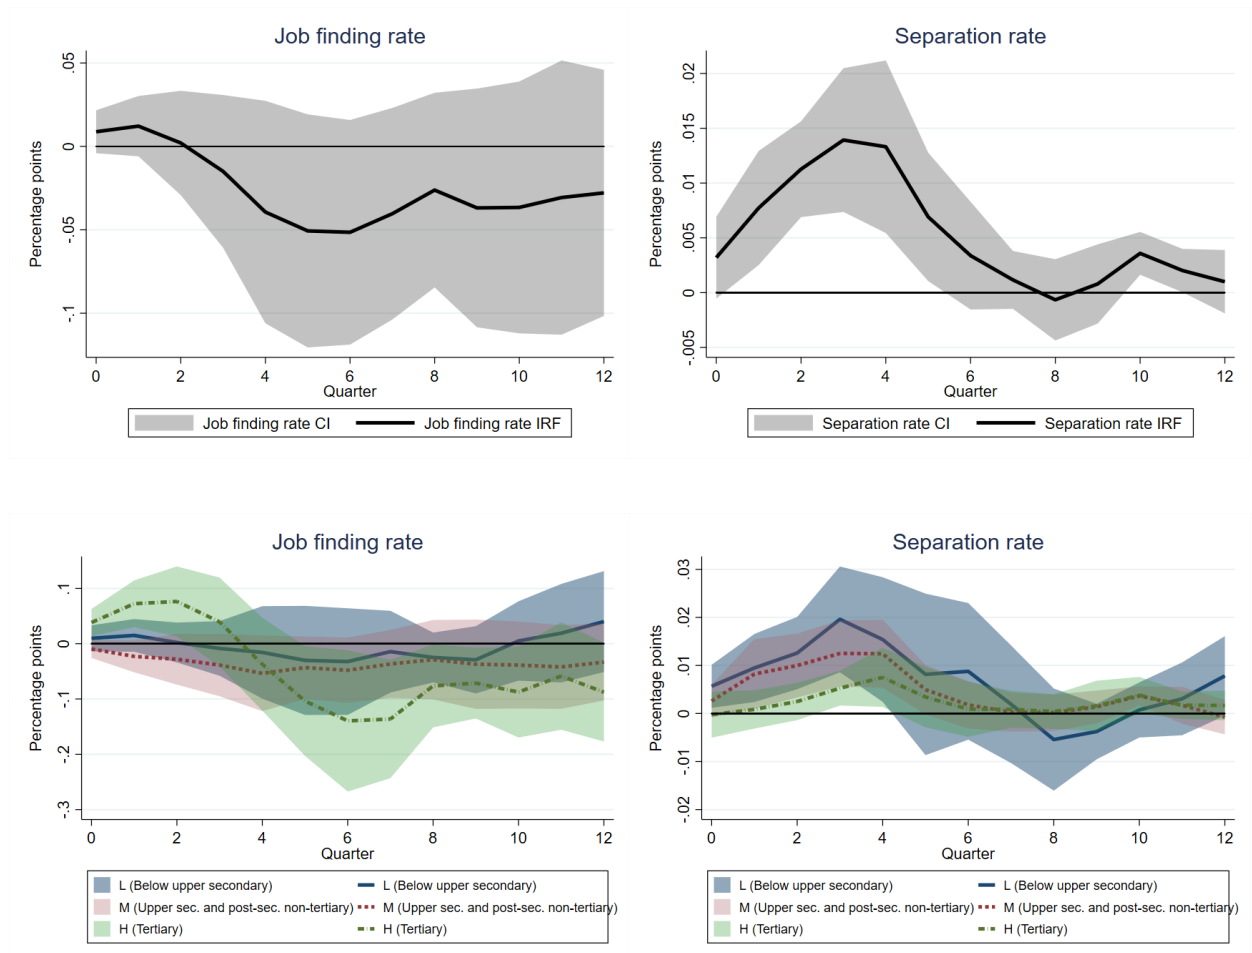 Job finding rate
Separation rate
Percentage points
.05
0
-.05
-.1
0 2 4 6 8 10 12
Quarter
Job finding rate CI Job finding rate IRF
Percentage points
.02
.015
.01
.005
0
-.005
0 2 4 6 8 10 12
Quarter
Separation rate CI Separation rate IRF
Job finding rate
Separation rate
Percentage points
.1
0
-.1
-.2
-.3
0 2 4 6 8 10 12
Quarter
L (Below upper secondary) L (Below upper secondary)
M (Upper sec. and post-sec. non-tertiary) M (Upper sec. and post-sec. non-tertiary)
H (Tertiary) H (Tertiary)
Percentage points
.03
.02
.01
0
-.01
-.02
0 2 4 6 8 10 12
Quarter
L (Below upper secondary) L (Below upper secondary)
M (Upper sec. and post-sec. non-tertiary) M (Upper sec. and post-sec. non-tertiary)
H (Tertiary) H (Tertiary)